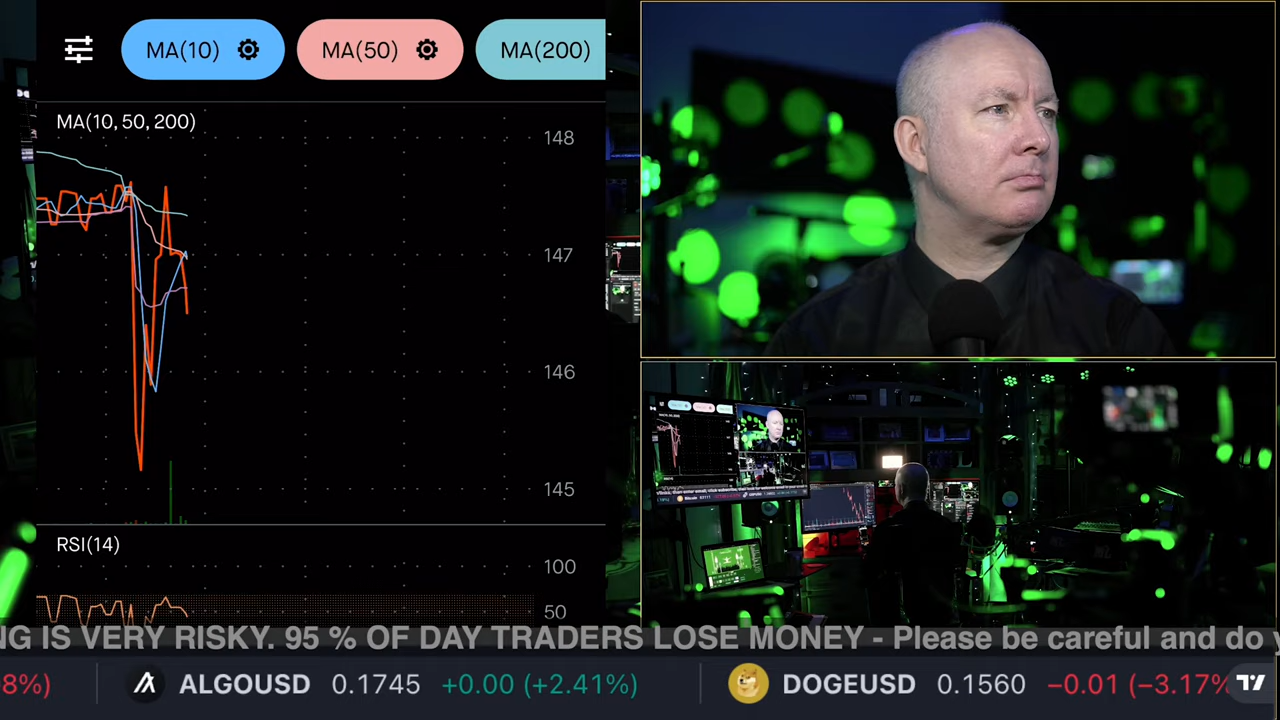 MA(10) MA(50) MA(200)
MA(10, 50, 200)
148
147
146
145
RSI(14)
100
50
NG IS VERY RISKY. 95 % OF DAY TRADERS LOSE MONEY - Please be careful and do y
8%) ALGOUSD 0.1745 +0.00 (+2.41%) DOGEUSD 0.1560 −0.01 (−3.17%